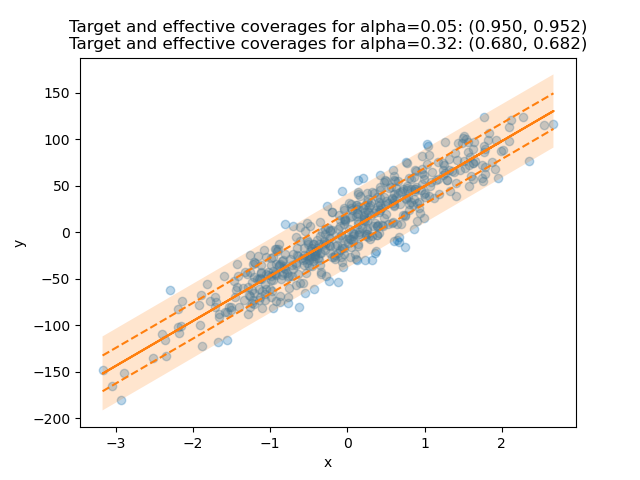 Target and effective coverages for alpha=0.05: (0.950, 0.952)
Target and effective coverages for alpha=0.32: (0.680, 0.682)
150
100
50
0
−50
−100
−150
−200
y
−3 −2 −1 0 1 2
x